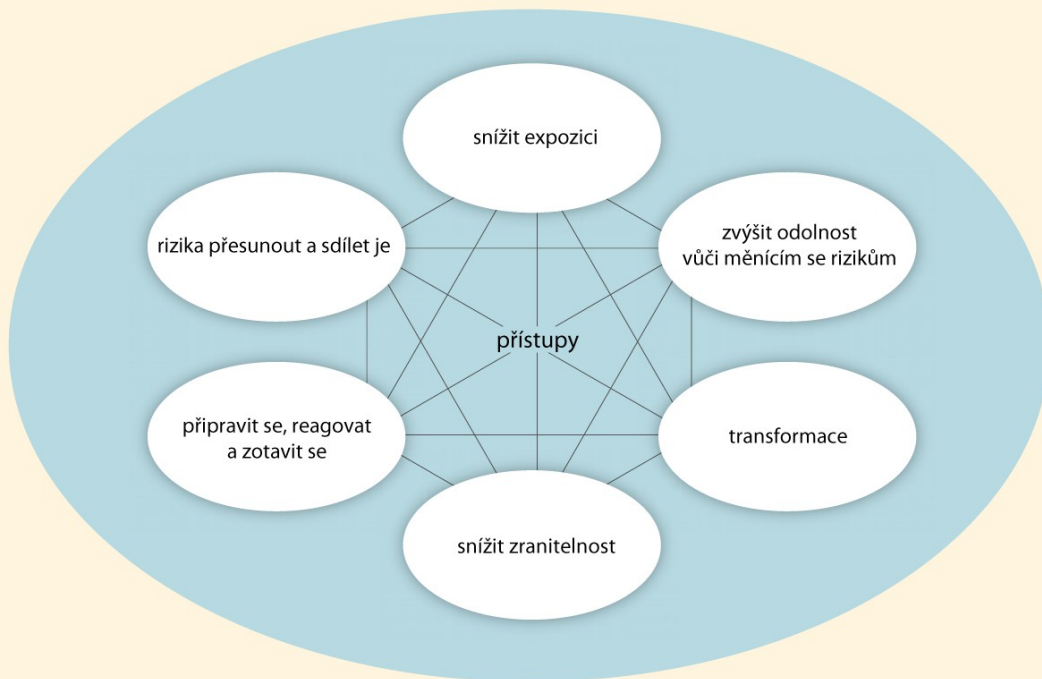 snížit expozici
rizika přesunout a sdílet je
zvýšit odolnost
vůči měnícím se rizikům
přístupy
připravit se, reagovat
a zotavit se
transformace
snížit zranitelnost